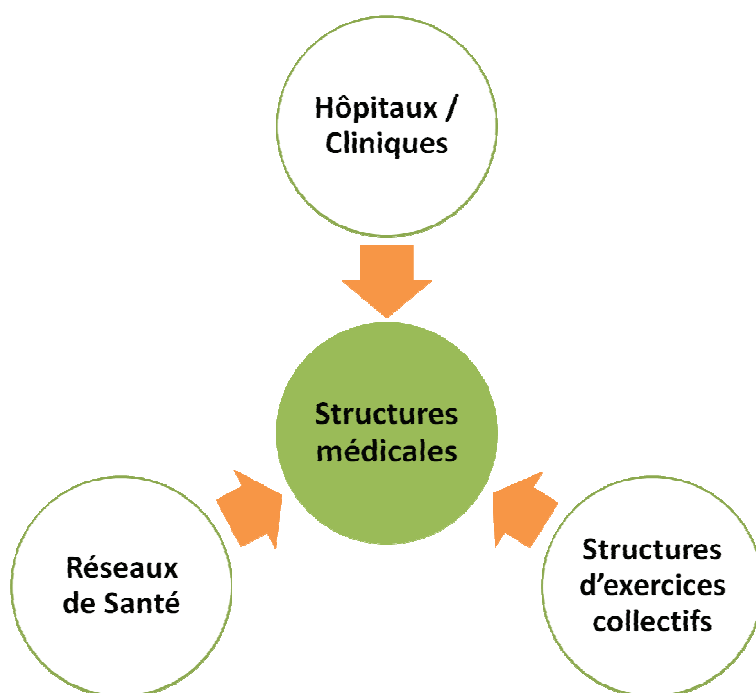 Hôpitaux /
Cliniques
Structures
médicales
Réseaux
de Santé
Structures
d'exercices
collectifs